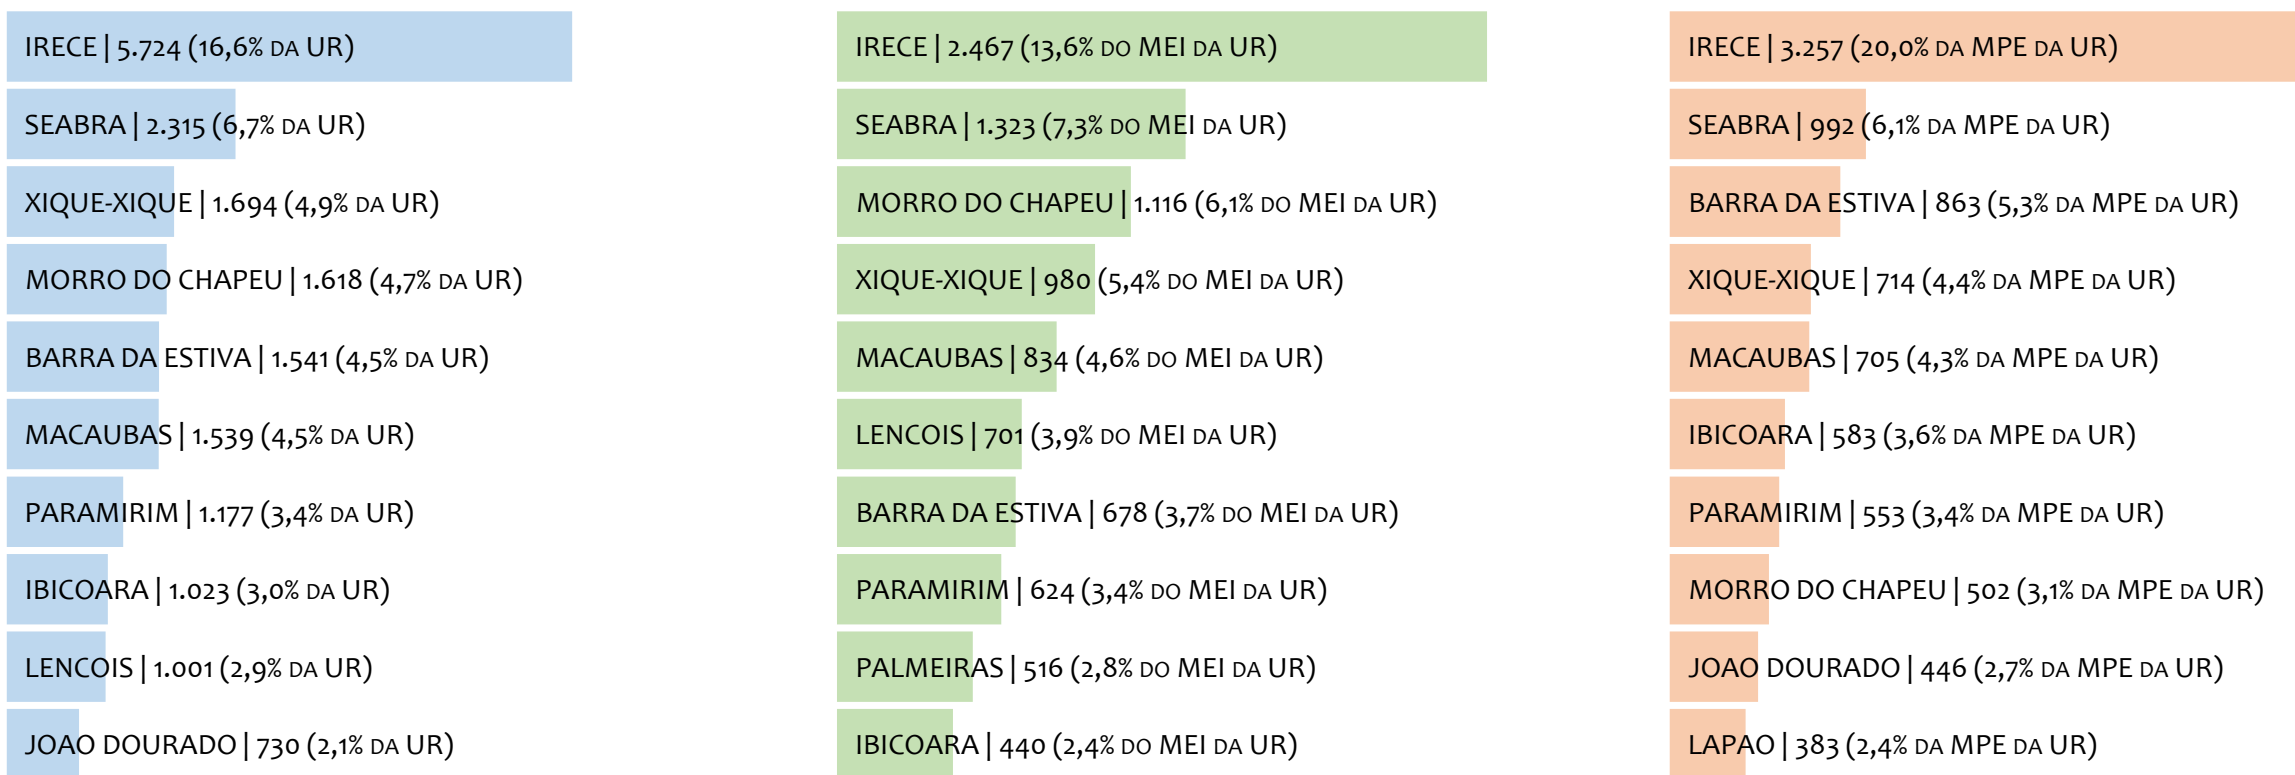 IRECE | 5.724 (16,6% DA UR)
SEABRA | 2.315 (6,7% DA UR)
XIQUE-XIQUE | 1.694 (4,9% DA UR)
MORRO DO CHAPEU | 1.618 (4,7% DA UR)
BARRA DA ESTIVA | 1.541 (4,5% DA UR)
MACAUBAS | 1.539 (4,5% DA UR)
PARAMIRIM | 1.177 (3,4% DA UR)
IBICOARA | 1.023 (3,0% DA UR)
LENCOIS | 1.001 (2,9% DA UR)
JOAO DOURADO | 730 (2,1% DA UR)
IRECE | 2.467 (13,6% DO MEI DA UR)
SEABRA | 1.323 (7,3% DO MEI DA UR)
MORRO DO CHAPEU | 1.116 (6,1% DO MEI DA UR)
XIQUE-XIQUE | 980 (5,4% DO MEI DA UR)
MACAUBAS | 834 (4,6% DO MEI DA UR)
LENCOIS | 701 (3,9% DO MEI DA UR)
BARRA DA ESTIVA | 678 (3,7% DO MEI DA UR)
PARAMIRIM | 624 (3,4% DO MEI DA UR)
PALMEIRAS | 516 (2,8% DO MEI DA UR)
IBICOARA | 440 (2,4% DO MEI DA UR)
IRECE | 3.257 (20,0% DA MPE DA UR)
SEABRA | 992 (6,1% DA MPE DA UR)
BARRA DA ESTIVA | 863 (5,3% DA MPE DA UR)
XIQUE-XIQUE | 714 (4,4% DA MPE DA UR)
MACAUBAS | 705 (4,3% DA MPE DA UR)
IBICOARA | 583 (3,6% DA MPE DA UR)
PARAMIRIM | 553 (3,4% DA MPE DA UR)
MORRO DO CHAPEU | 502 (3,1% DA MPE DA UR)
JOAO DOURADO | 446 (2,7% DA MPE DA UR)
LAPAO | 383 (2,4% DA MPE DA UR)